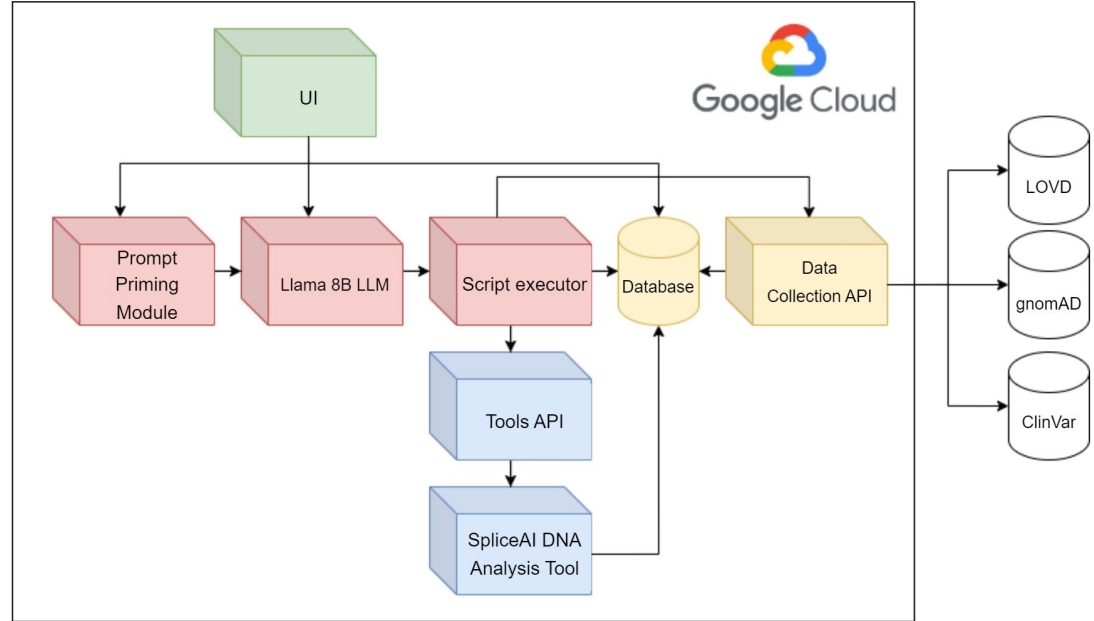 UI
Google Cloud
LOVD
Prompt
Priming
Module
Llama 8B LLM
Script executor
Database
Data
Collection API
gnomAD
Tools API
ClinVar
SpliceAI DNA
Analysis Tool